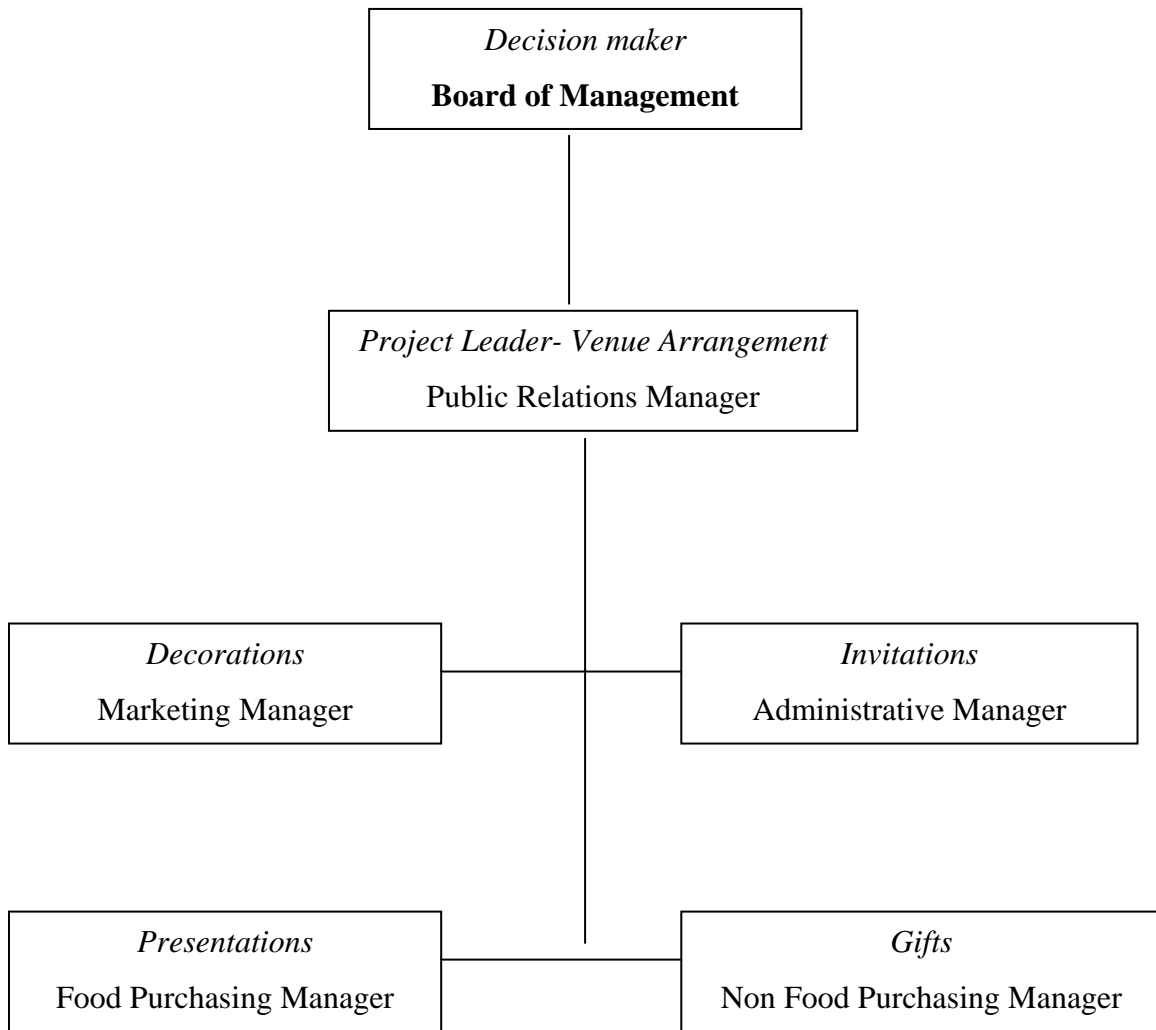 Decision maker
Board of Management
Project Leader- Venue Arrangement
Public Relations Manager
Decorations
Marketing Manager
Invitations
Administrative Manager
Presentations
Food Purchasing Manager
Gifts
Non Food Purchasing Manager